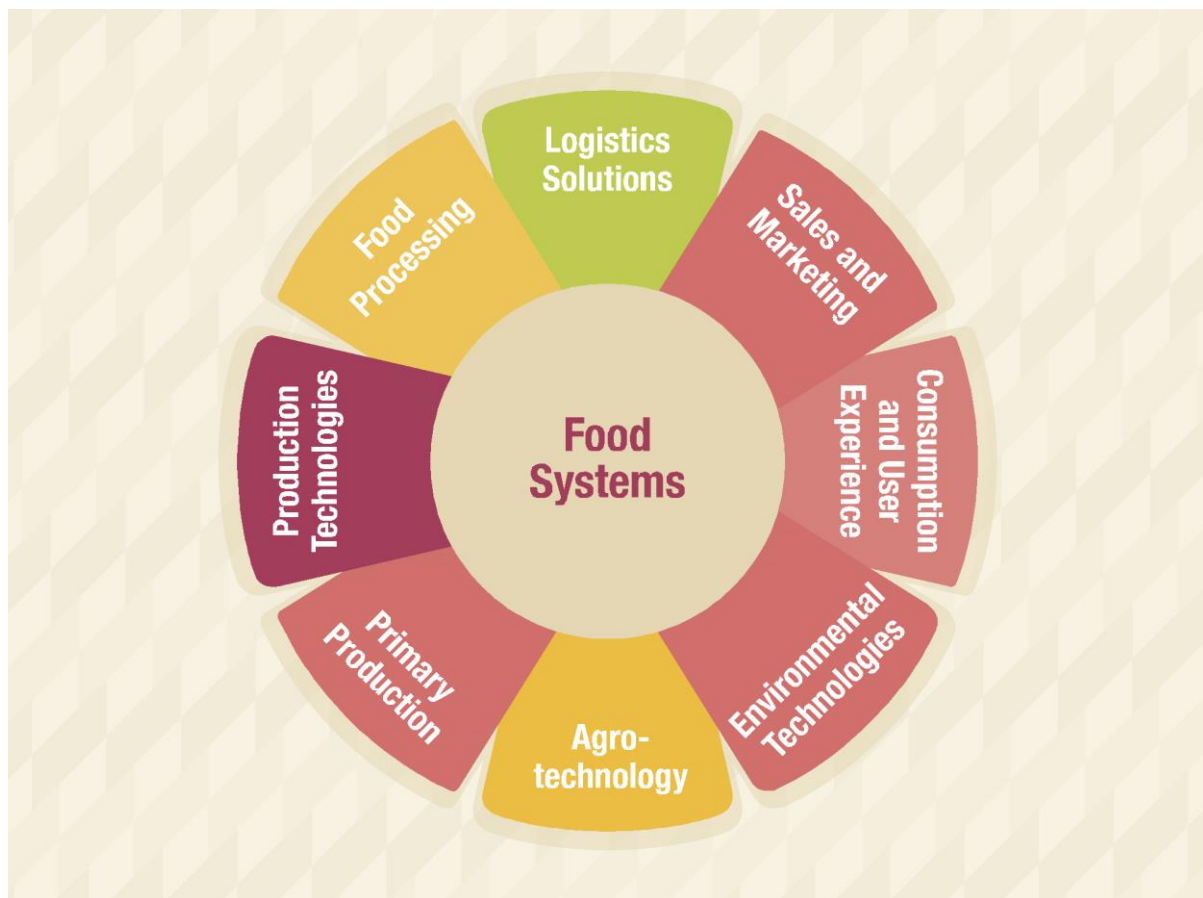 Logistics
Solutions
Sales and
Marketing
Consumption
and User
Experience
Environmental
Technologies
Agro-
technology
Primary
Production
Production
Technologies
Food
Processing
Food
Systems